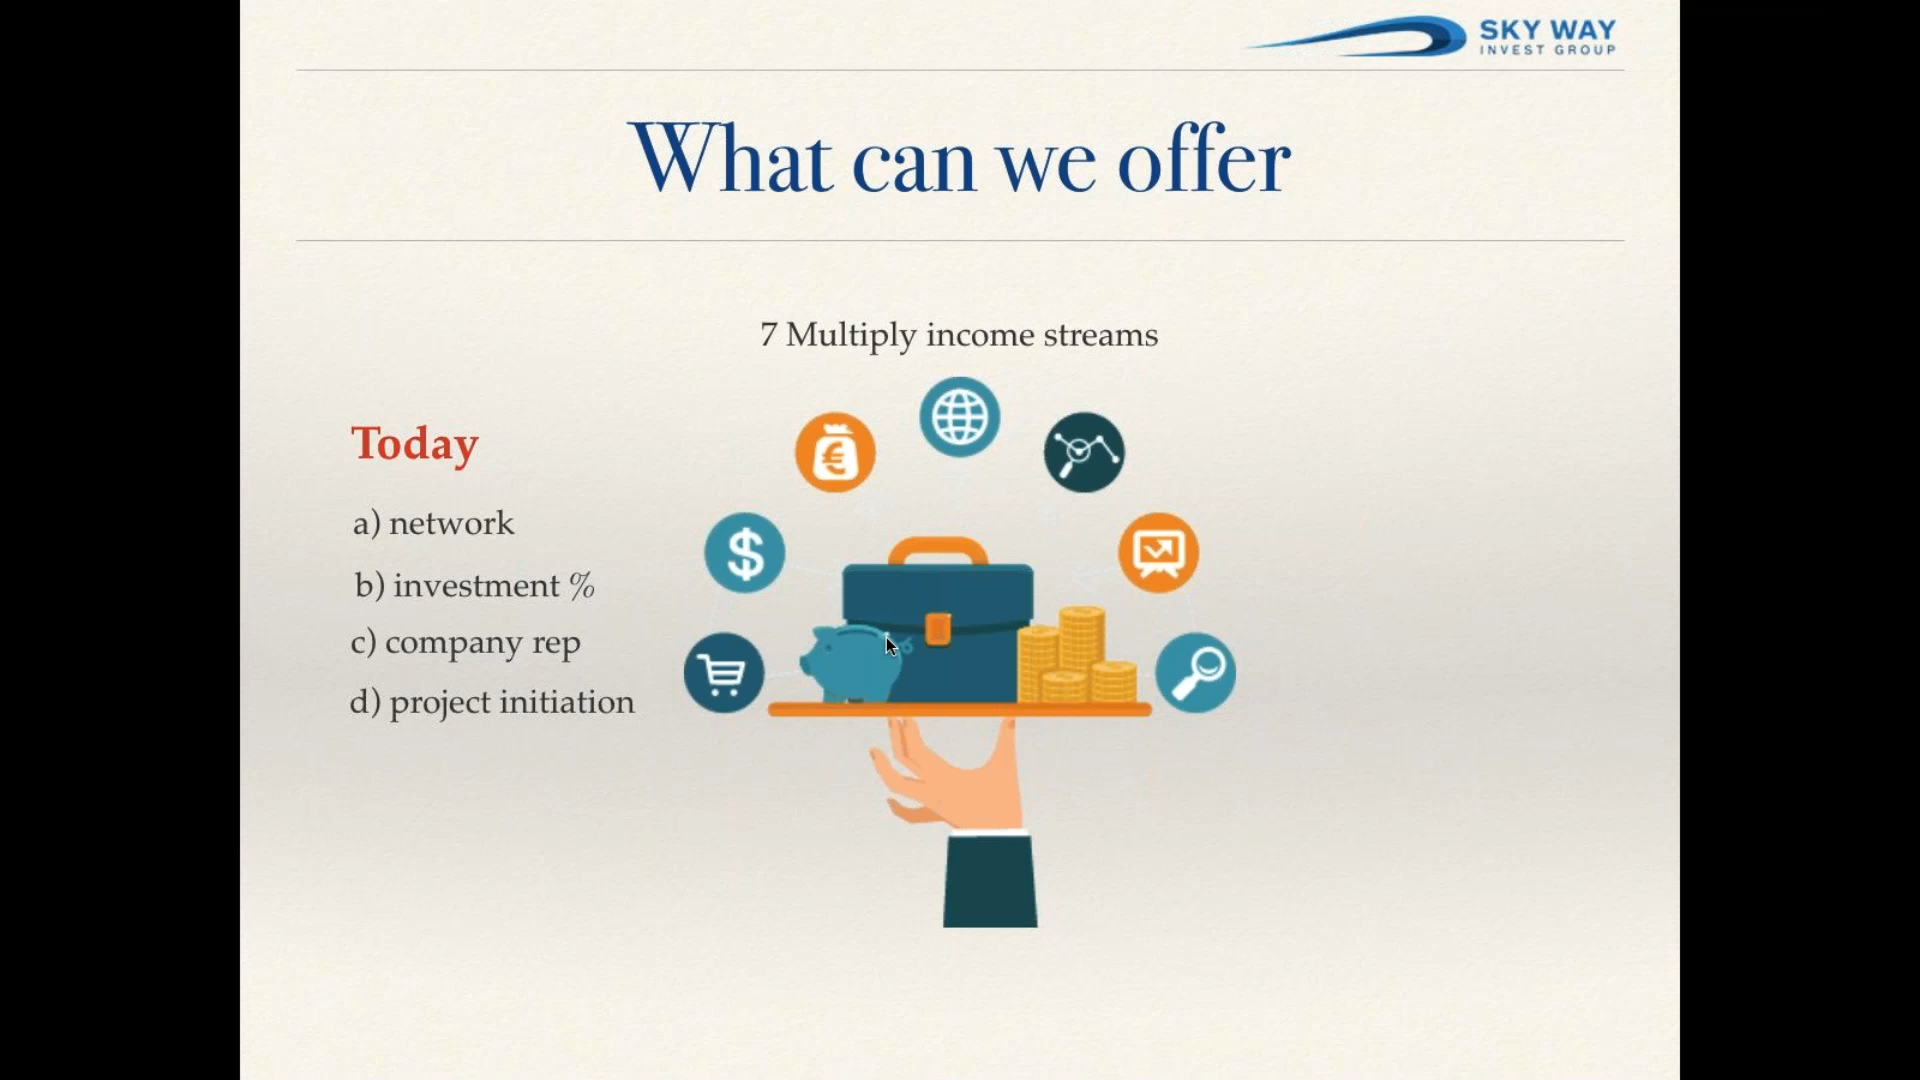 SKY WAY
INVEST GROUP
What can we offer
7 Multiply income streams
Today
a) network
b) investment %
c) company rep
d) project initiation
€
$